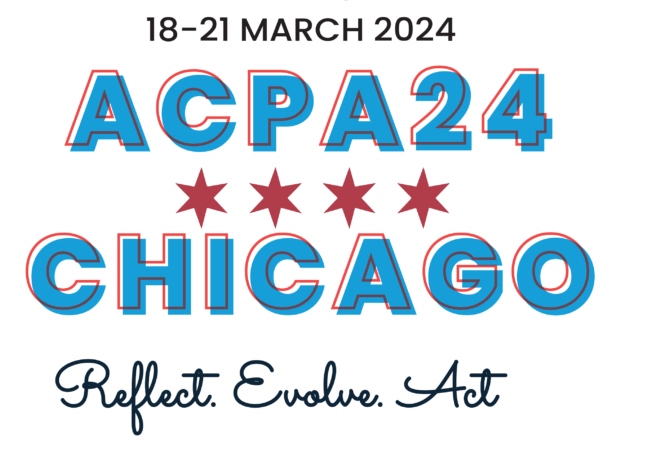 18-21 MARCH 2024
ACPA24
CHICAGO
Reflect. Evolve. Act